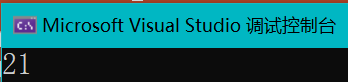 C:\ Microsoft Visual Studio 调试控制台
21